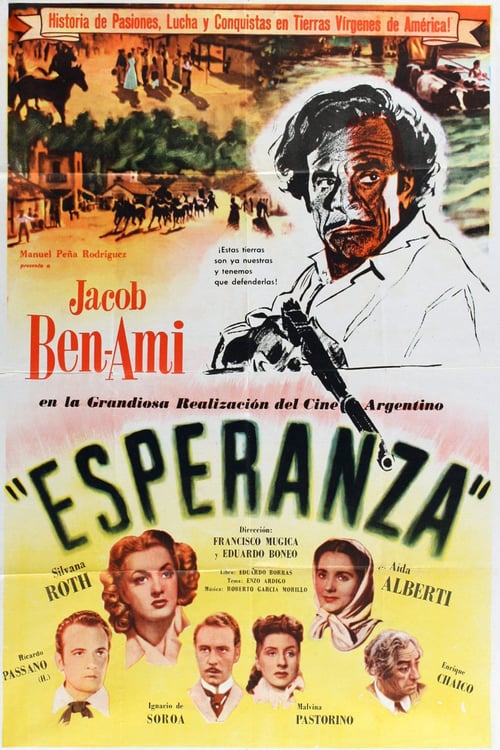 Historia de Pasiones, Lucha y Conquistas en Tierras Vírgenes de América!
Manuel Peña Rodríguez
presenta a
¡Estas tierras
son ya nuestras
y tenemos
que defenderlas!
Jacob
Ben-Ami
en la Grandiosa Realización del Cine Argentino
"ESPERANZA"
Dirección:
FRANCISCO MUGICA
y EDUARDO BONEO
Libro: EDUARDO BORRAS
Tema: ENZO ARDIGO
Música: ROBERTO GARCIA MORILLO
Silvana
ROTH
Aída
ALBERTI
Ricardo
PASSANO
(H.)
Ignacio de
SOROA
Malvina
PASTORINO
Enrique
CHAICO